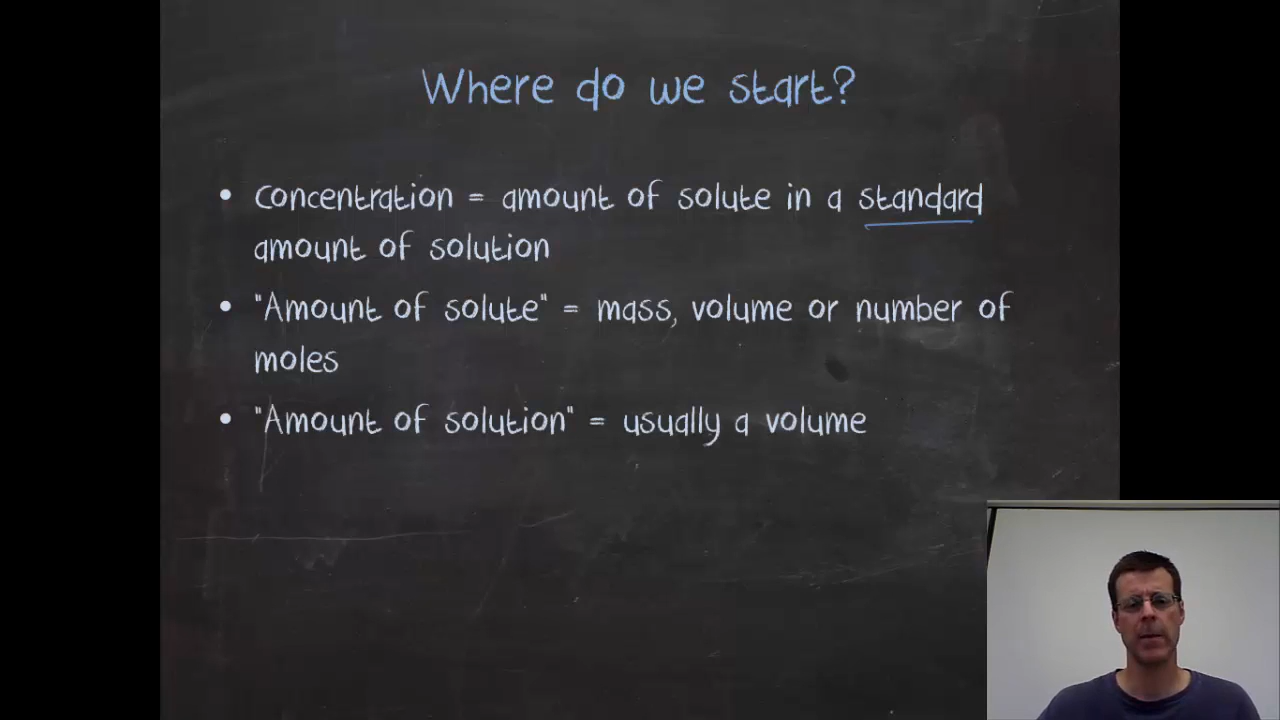 Where do we start?
• Concentration = amount of solute in a standard
amount of solution
• "Amount of solute" = mass, volume or number of
moles
• "Amount of solution" = usually a volume